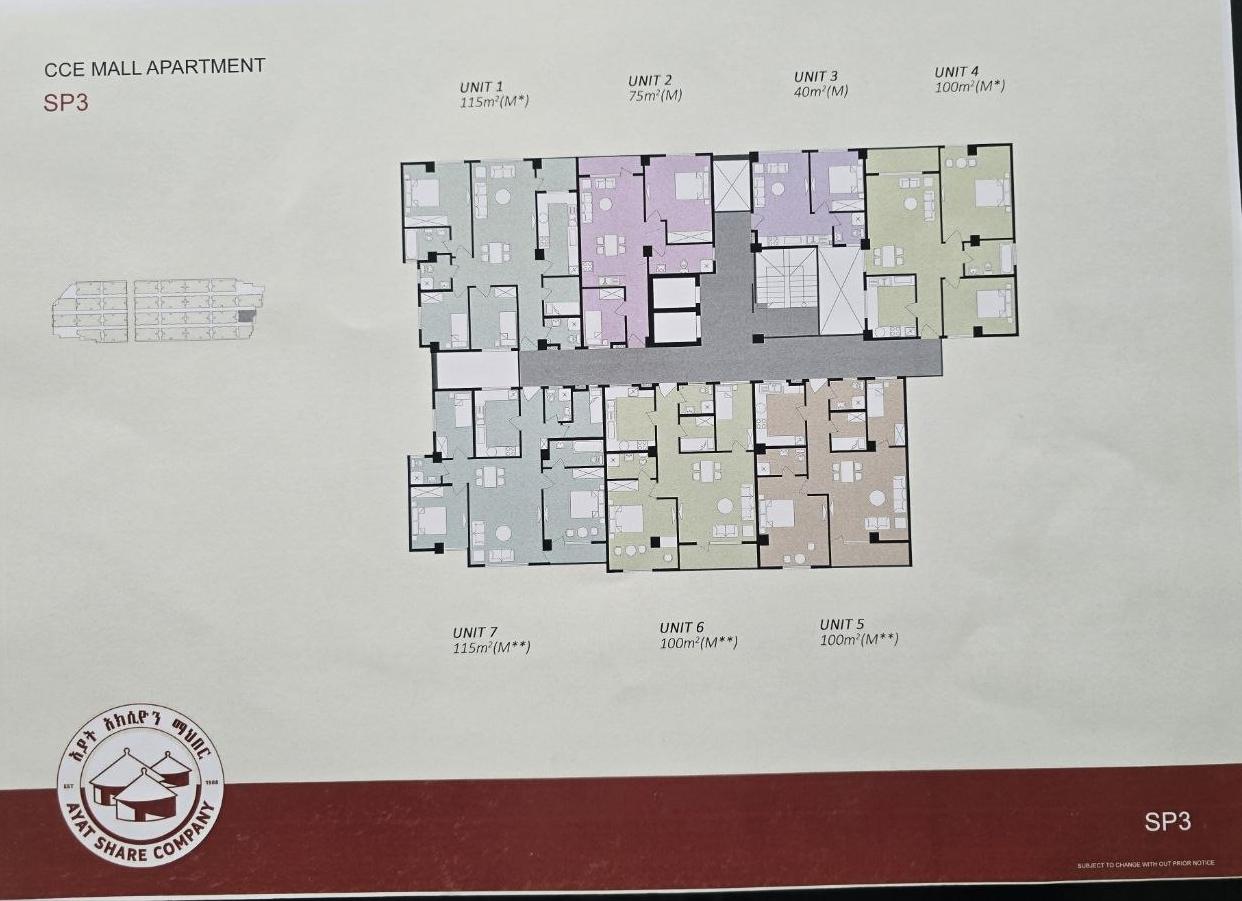 CCE MALL APARTMENT
SP3
UNIT 1
115m²(M*)
UNIT 2
75m²(M)
UNIT 3
40m²(M)
UNIT 4
100m²(M*)
UNIT 7
115m²(M**)
UNIT 6
100m²(M**)
UNIT 5
100m²(M**)
አያት አክሲዮን ማህበር
EST
AYAT SHARE COMPANY
SP3
SUBJECT TO CHANGE WITH OUT PRIOR NOTICE